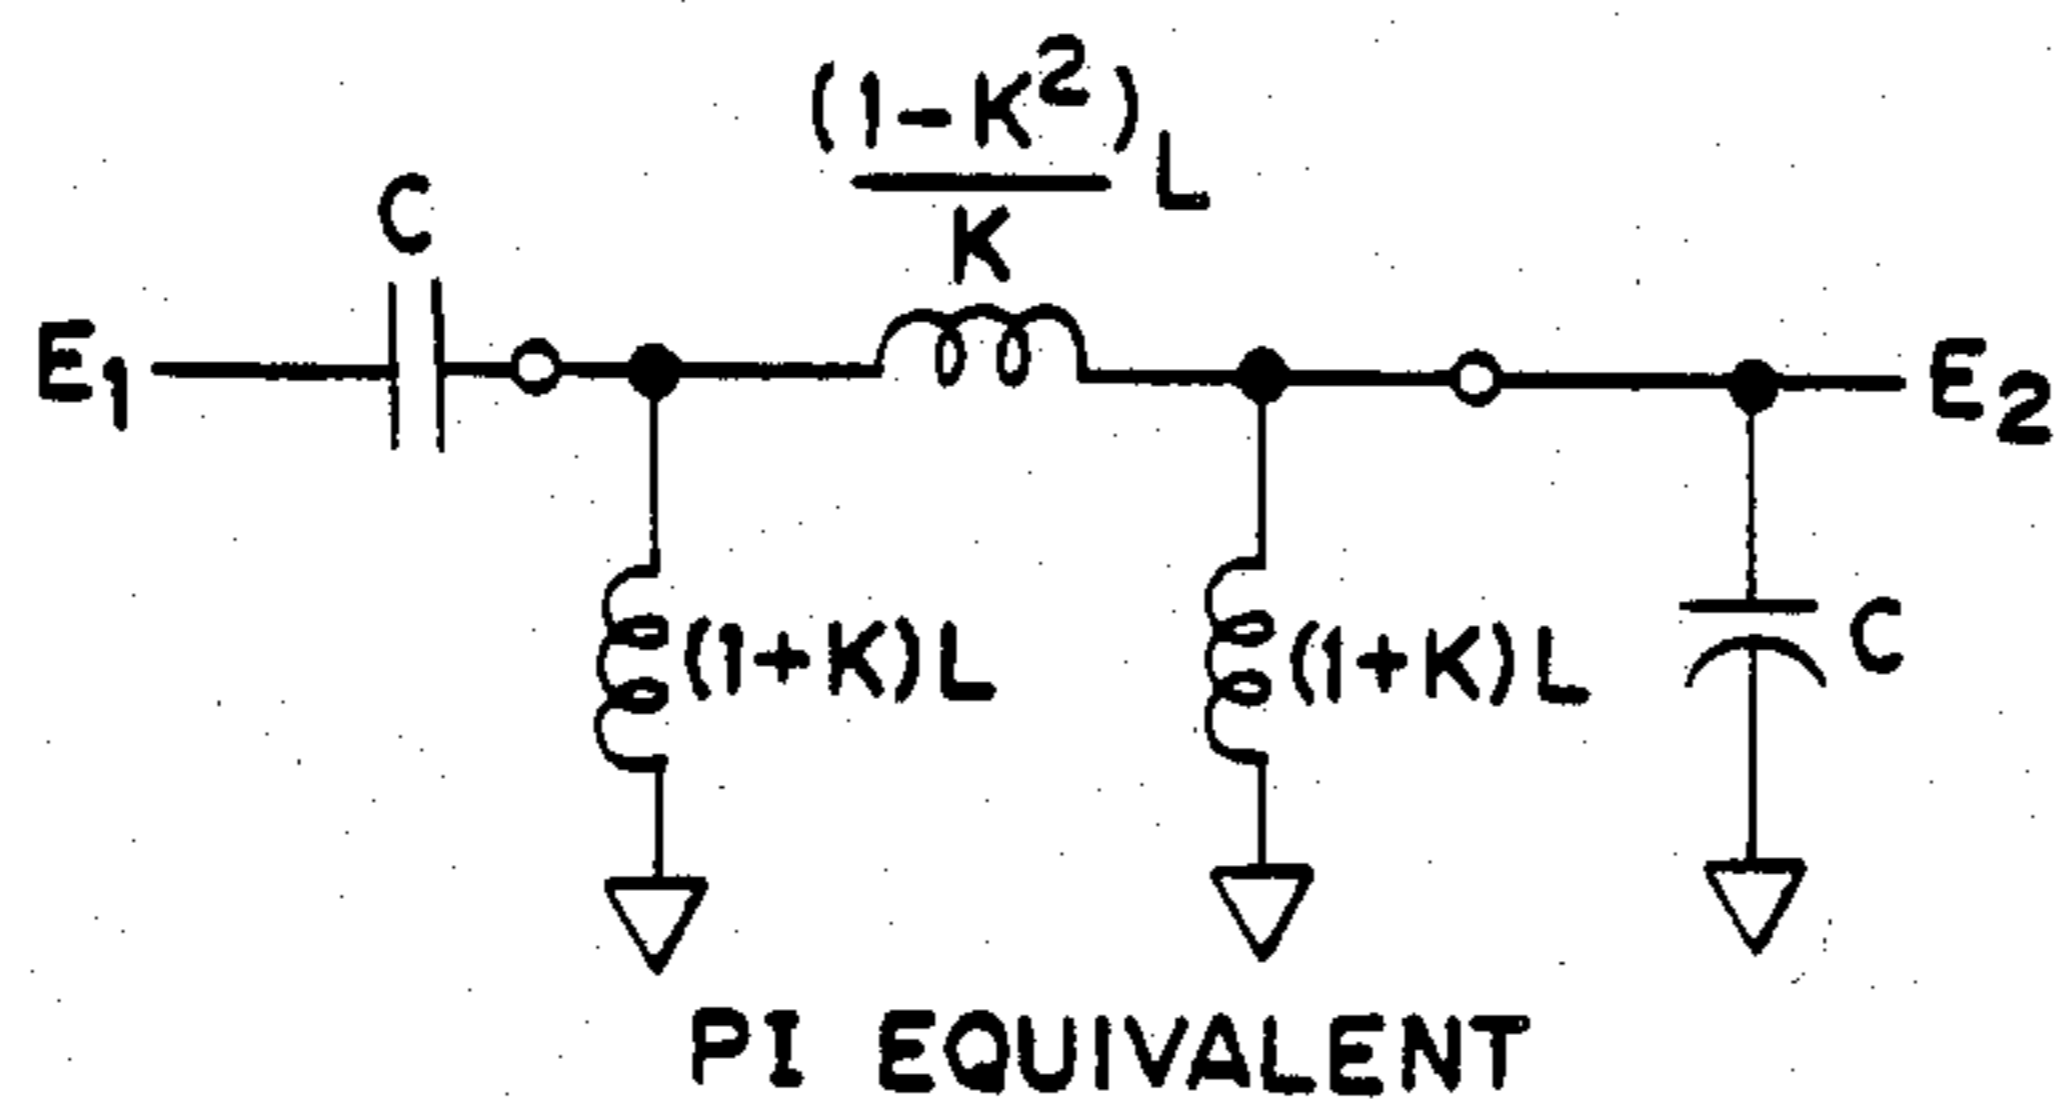 (1-K²)L
K
C
E₁
E₂
(1+K)L
(1+K)L
C
PI EQUIVALENT